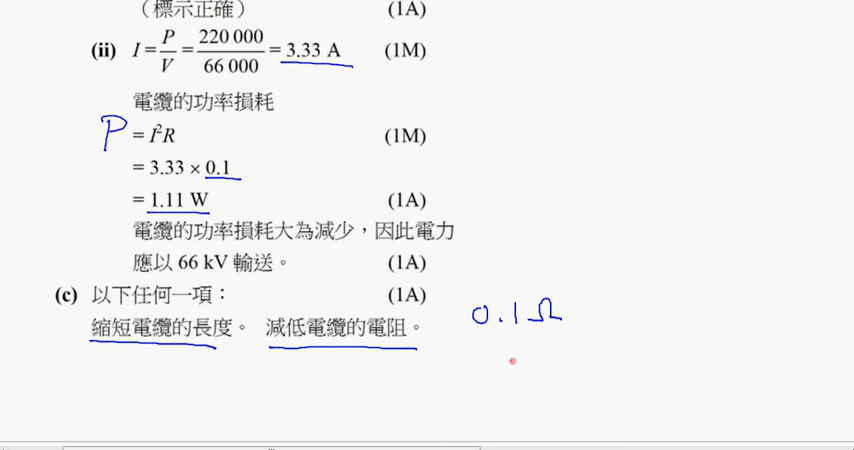 （標示正確） (1A)
(ii) I = P/V = 220 000/66 000 = 3.33 A (1M)
電纜的功率損耗
P = I²R (1M)
= 3.33 × 0.1
= 1.11 W (1A)
電纜的功率損耗大為減少，因此電力
應以 66 kV 輸送。 (1A)
(c) 以下任何一項： (1A)
縮短電纜的長度。 減低電纜的電阻。
0.1Ω